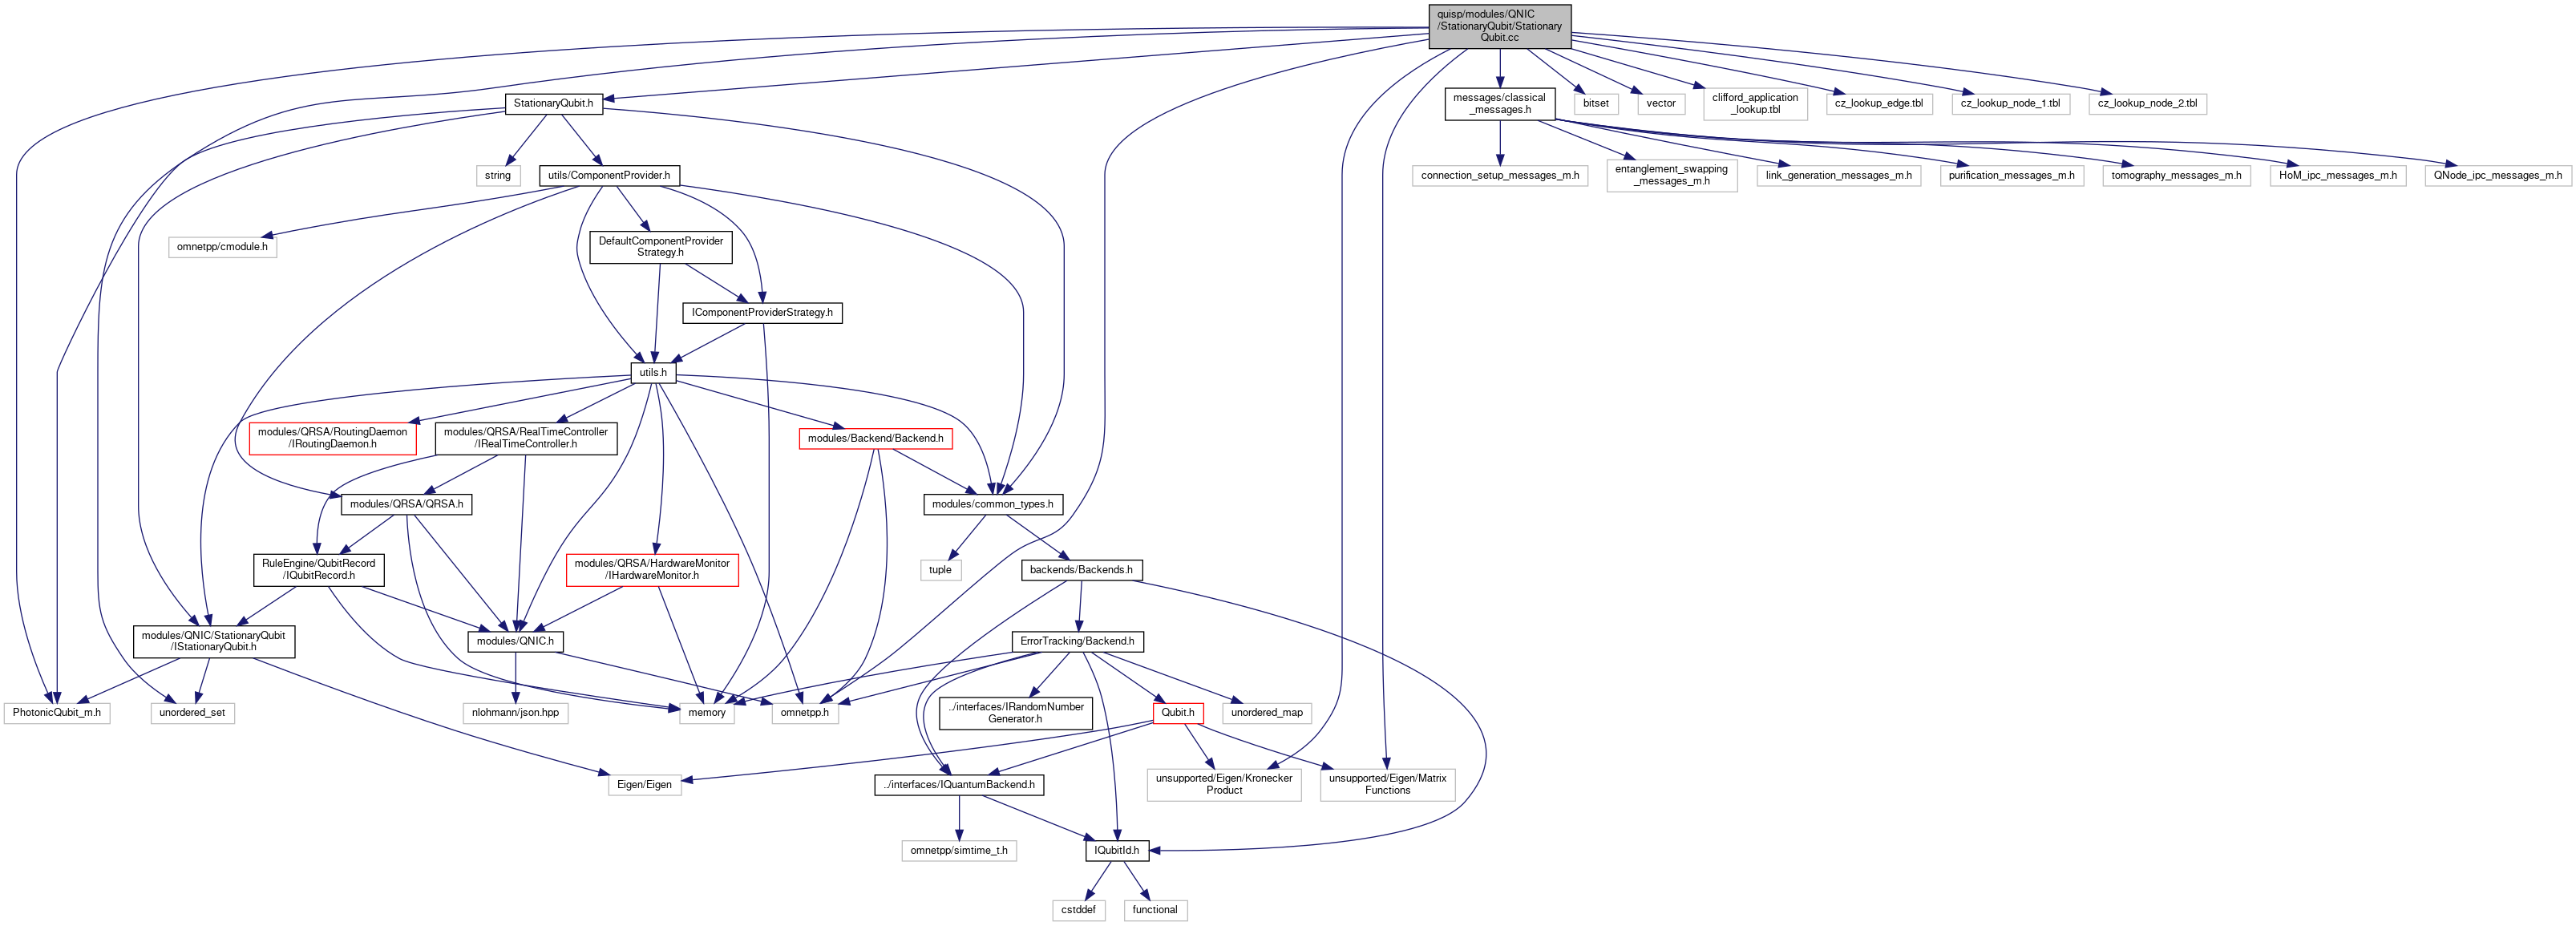 quisp/modules/QNIC
/StationaryQubit/Stationary
Qubit.cc
StationaryQubit.h
messages/classical
_messages.h
bitset
vector
clifford_application
_lookup.tbl
cz_lookup_edge.tbl
cz_lookup_node_1.tbl
cz_lookup_node_2.tbl
string
utils/ComponentProvider.h
connection_setup_messages_m.h
entanglement_swapping
_messages_m.h
link_generation_messages_m.h
purification_messages_m.h
tomography_messages_m.h
HoM_ipc_messages_m.h
QNode_ipc_messages_m.h
omnetpp/cmodule.h
DefaultComponentProvider
Strategy.h
IComponentProviderStrategy.h
utils.h
modules/QRSA/RoutingDaemon
/IRoutingDaemon.h
modules/QRSA/RealTimeController
/IRealTimeController.h
modules/Backend/Backend.h
modules/QRSA/QRSA.h
modules/common_types.h
RuleEngine/QubitRecord
/IQubitRecord.h
modules/QRSA/HardwareMonitor
/IHardwareMonitor.h
tuple
backends/Backends.h
modules/QNIC/StationaryQubit
/IStationaryQubit.h
modules/QNIC.h
ErrorTracking/Backend.h
PhotonicQubit_m.h
unordered_set
nlohmann/json.hpp
memory
omnetpp.h
../interfaces/IRandomNumber
Generator.h
Qubit.h
unordered_map
Eigen/Eigen
../interfaces/IQuantumBackend.h
unsupported/Eigen/Kronecker
Product
unsupported/Eigen/Matrix
Functions
omnetpp/simtime_t.h
IQubitId.h
cstddef
functional